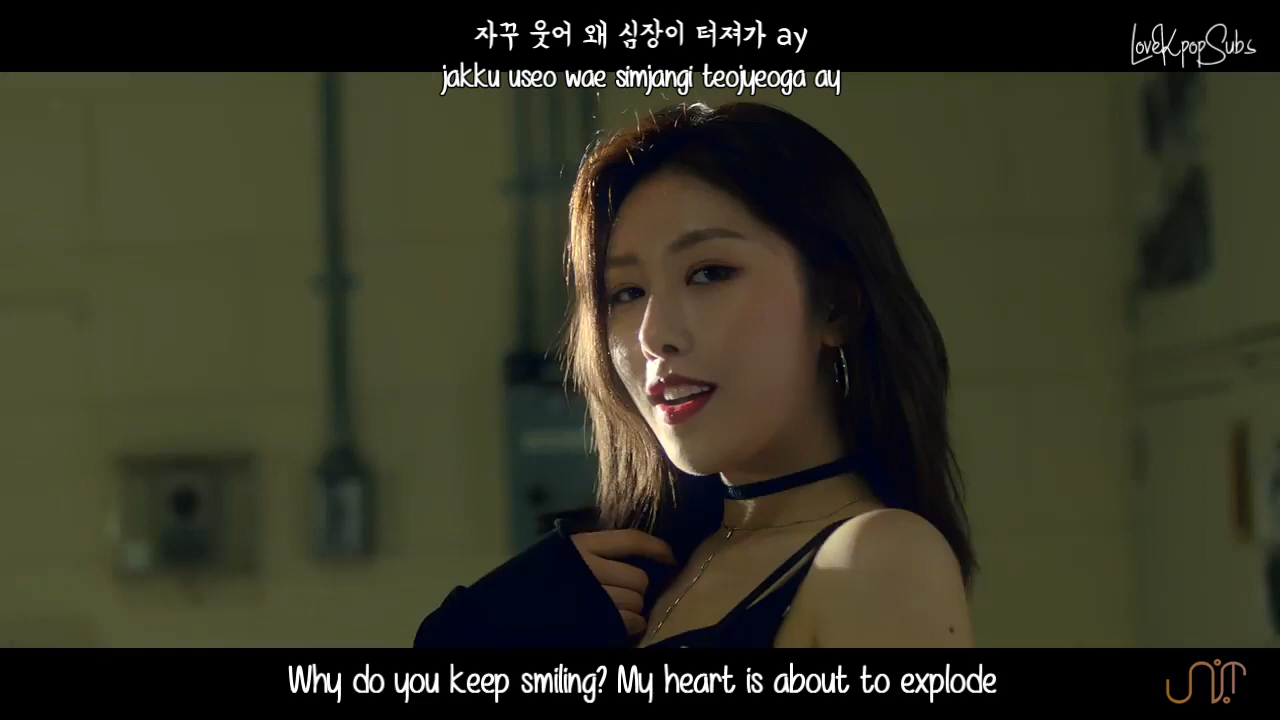 자꾸 웃어 왜 심장이 터져가 ay
LoveKpopSubs
jakku useo wae simjangi teojyeoga ay
Why do you keep smiling? My heart is about to explode
UNI.T